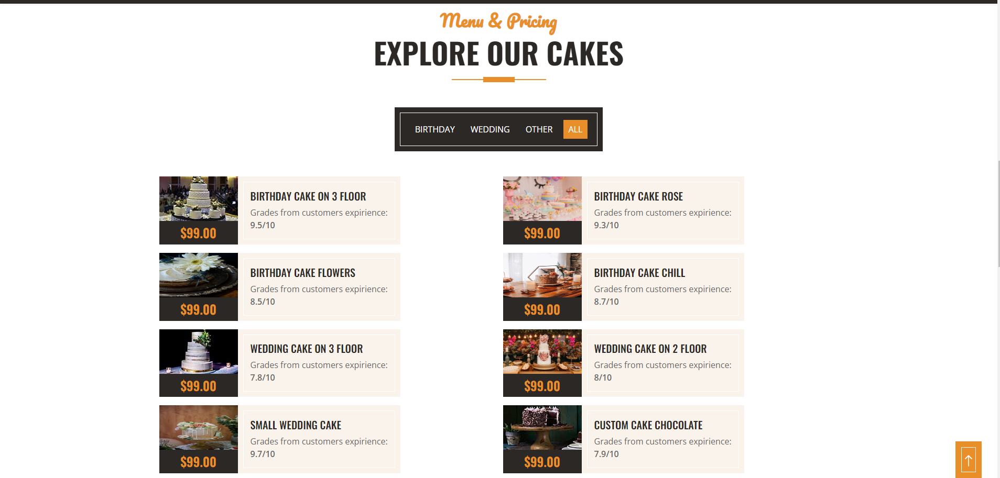 Menu & Pricing
EXPLORE OUR CAKES
BIRTHDAY WEDDING OTHER ALL
BIRTHDAY CAKE ON 3 FLOOR
Grades from customers expirience:
9.5/10
$99.00
BIRTHDAY CAKE ROSE
Grades from customers expirience:
9.3/10
$99.00
BIRTHDAY CAKE FLOWERS
Grades from customers expirience:
8.5/10
$99.00
BIRTHDAY CAKE CHILL
Grades from customers expirience:
8.7/10
$99.00
WEDDING CAKE ON 3 FLOOR
Grades from customers expirience:
7.8/10
$99.00
WEDDING CAKE ON 2 FLOOR
Grades from customers expirience:
8/10
$99.00
SMALL WEDDING CAKE
Grades from customers expirience:
9.7/10
$99.00
CUSTOM CAKE CHOCOLATE
Grades from customers expirience:
7.9/10
$99.00